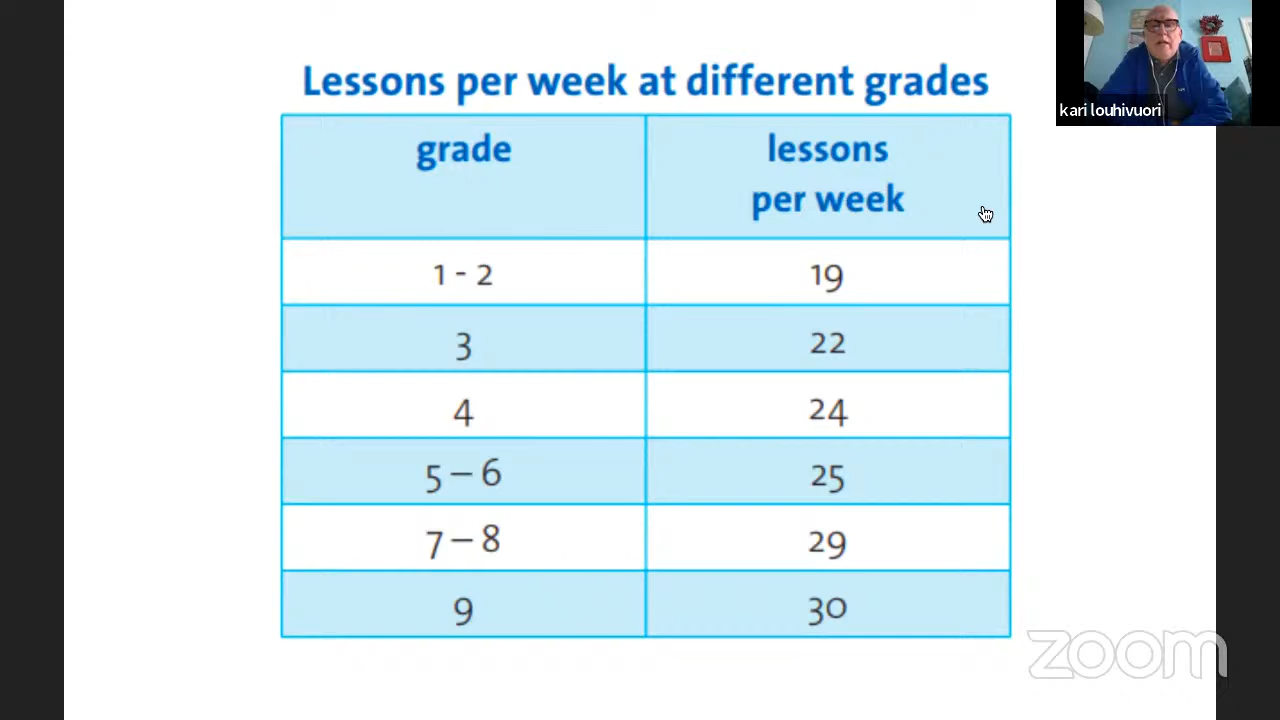 Lessons per week at different grades
grade
lessons
per week
1 - 2
19
3
22
4
24
5 – 6
25
7 – 8
29
9
30
kari louhivuori
zoom